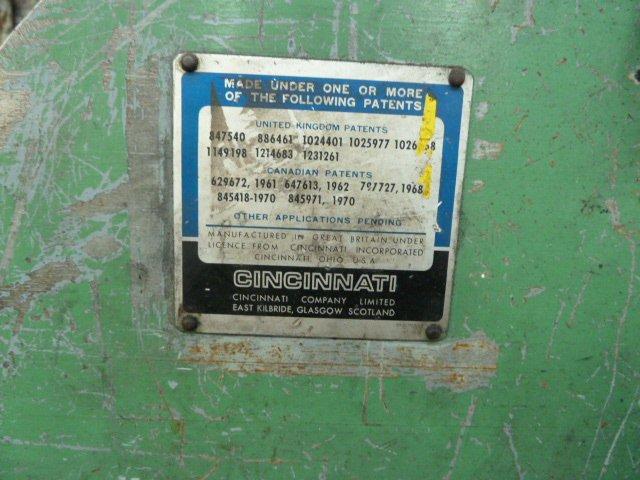 MADE UNDER ONE OR MORE
OF THE FOLLOWING PATENTS
UNITED KINGDOM PATENTS
847540 886461 1024401 1025977
1149198 1214683 1231261
CANADIAN PATENTS
629672, 1961 647613, 1962 1968
845418-1970 845971, 1970
OTHER APPLICATIONS PENDING
MANUFACTURED IN GREAT BRITAIN UNDER
LICENCE FROM CINCINNATI INCORPORATED
CINCINNATI, OHIO U.S.A.
CINCINNATI
CINCINNATI COMPANY LIMITED
EAST KILBRIDE, GLASGOW SCOTLAND